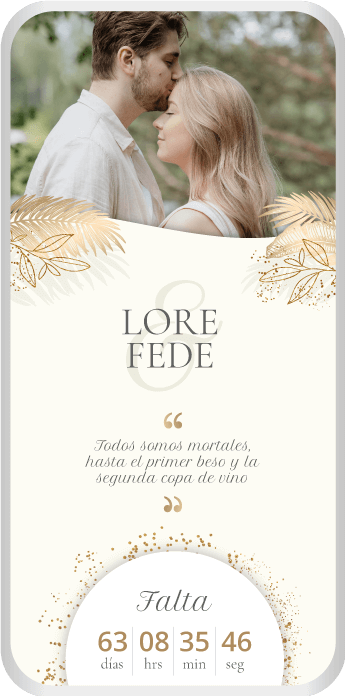 &
LORE
FEDE
“
Todos somos mortales,
hasta el primer beso y la
segunda copa de vino
”
Falta
63 08 35 46
días hrs min seg